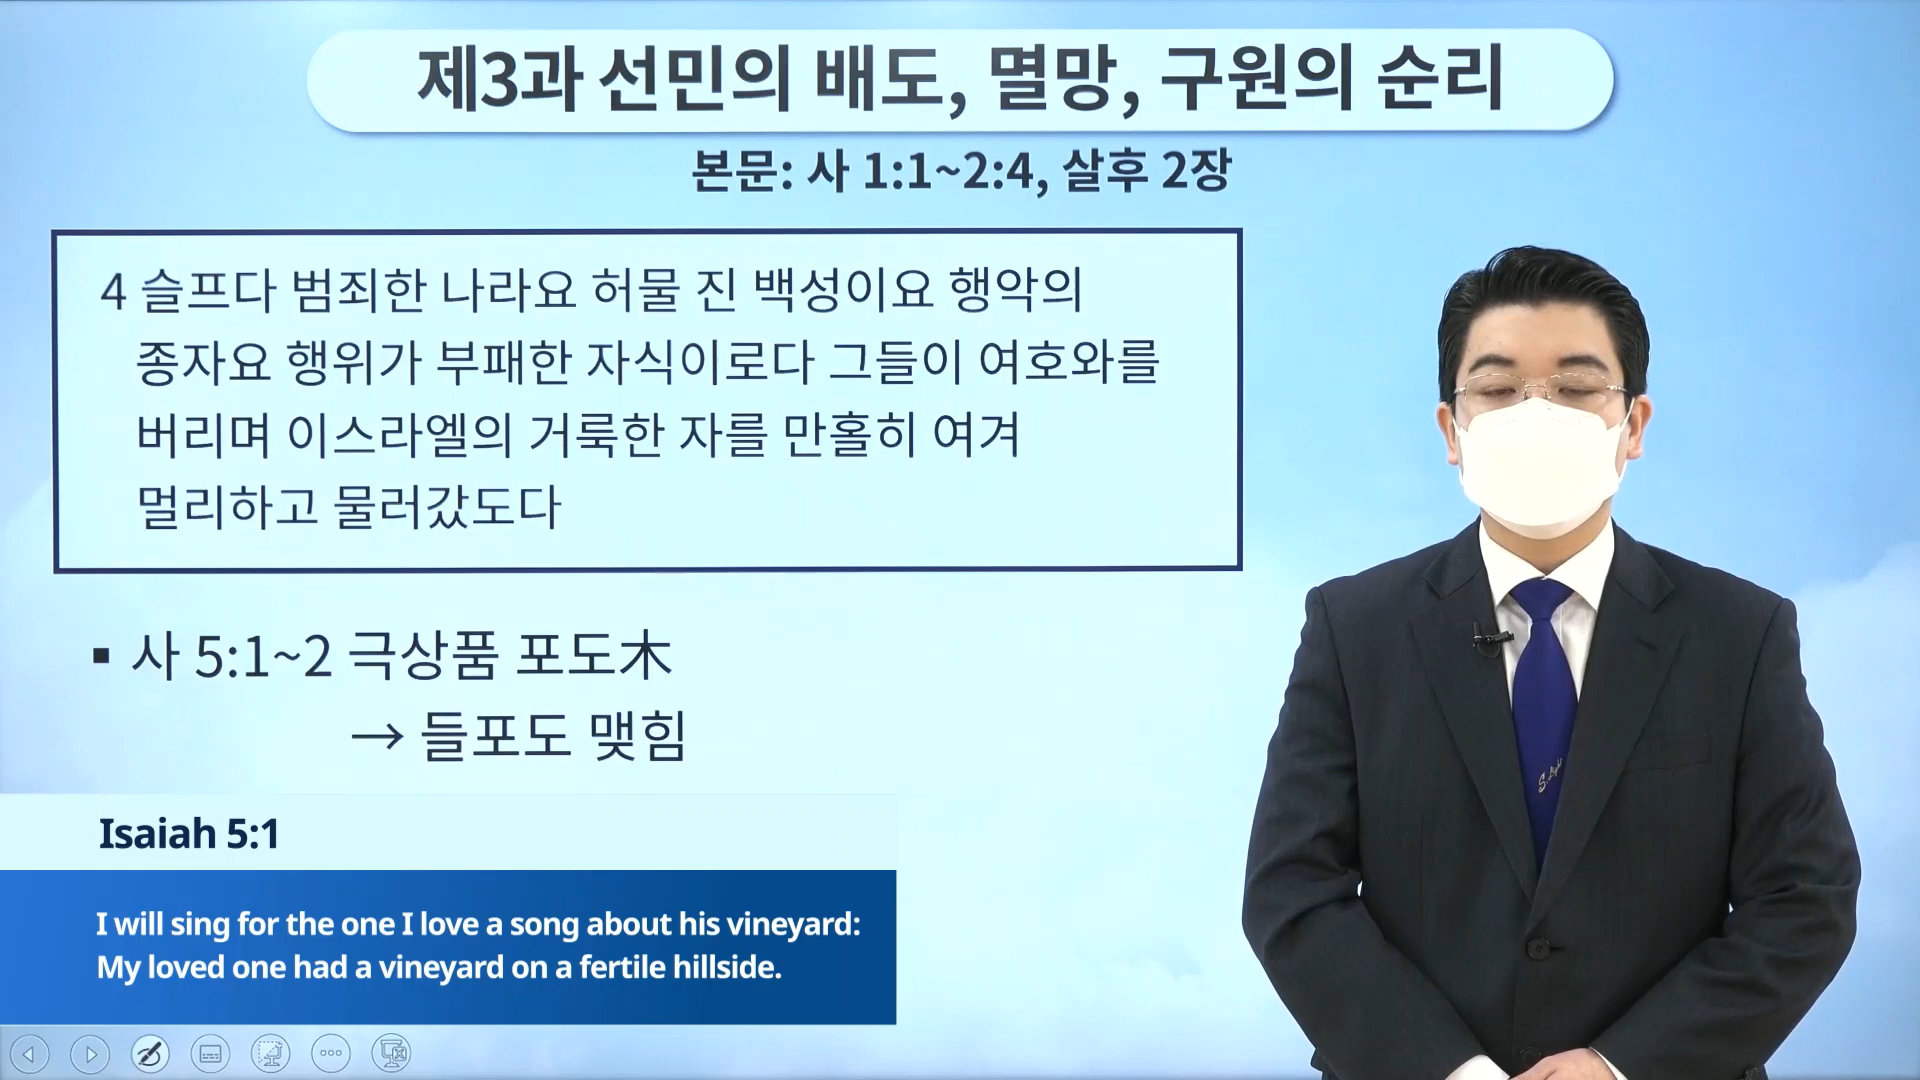 제3과 선민의 배도, 멸망, 구원의 순리
본문: 사 1:1~2:4, 살후 2장
4 슬프다 범죄한 나라요 허물 진 백성이요 행악의
종자요 행위가 부패한 자식이로다 그들이 여호와를
버리며 이스라엘의 거룩한 자를 만홀히 여겨
멀리하고 물러갔도다
▪ 사 5:1~2 극상품 포도木
→ 들포도 맺힘
Isaiah 5:1
I will sing for the one I love a song about his vineyard:
My loved one had a vineyard on a fertile hillside.